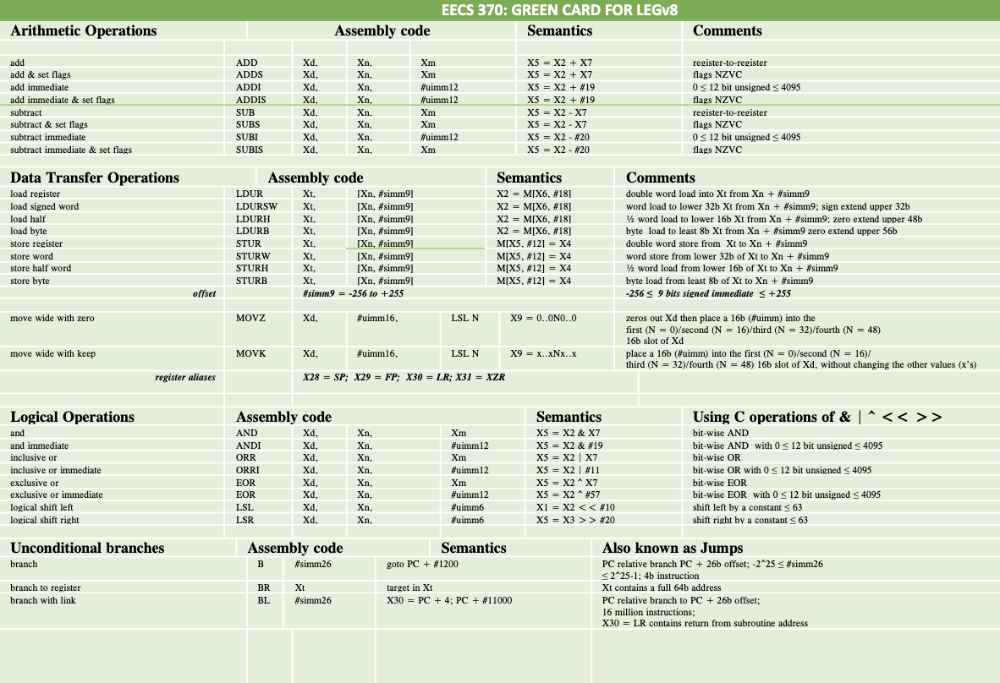 EECS 370: GREEN CARD FOR LEGv8
Arithmetic Operations Assembly code Semantics Comments
add ADD Xd, Xn, Xm X5 = X2 + X7 register-to-register
add & set flags ADDS Xd, Xn, Xm X5 = X2 + X7 flags NZVC
add immediate ADDI Xd, Xn, #uimm12 X5 = X2 + #19 0 ≤ 12 bit unsigned ≤ 4095
add immediate & set flags ADDIS Xd, Xn, #uimm12 X5 = X2 + #19 flags NZVC
subtract SUB Xd, Xn, Xm X5 = X2 - X7 register-to-register
subtract & set flags SUBS Xd, Xn, Xm X5 = X2 - X7 flags NZVC
subtract immediate SUBI Xd, Xn, #uimm12 X5 = X2 - #20 0 ≤ 12 bit unsigned ≤ 4095
subtract immediate & set flags SUBIS Xd, Xn, Xm X5 = X2 - #20 flags NZVC
Data Transfer Operations Assembly code Semantics Comments
load register LDUR Xt, [Xn, #simm9] X2 = M[X6, #18] double word load into Xt from Xn + #simm9
load signed word LDURSW Xt, [Xn, #simm9] X2 = M[X6, #18] word load to lower 32b Xt from Xn + #simm9; sign extend upper 32b
load half LDURH Xt, [Xn, #simm9] X2 = M[X6, #18] ½ word load to lower 16b Xt from Xn + #simm9; zero extend upper 48b
load byte LDURB Xt, [Xn, #simm9] X2 = M[X6, #18] byte load to least 8b Xt from Xn + #simm9 zero extend upper 56b
store register STUR Xt, [Xn, #simm9] M[X5, #12] = X4 double word store from Xt to Xn + #simm9
store word STURW Xt, [Xn, #simm9] M[X5, #12] = X4 word store from lower 32b of Xt to Xn + #simm9
store half word STURH Xt, [Xn, #simm9] M[X5, #12] = X4 ½ word load from lower 16b of Xt to Xn + #simm9
store byte STURB Xt, [Xn, #simm9] M[X5, #12] = X4 byte load from least 8b of Xt to Xn + #simm9
offset #simm9 = -256 to +255 -256 ≤ 9 bits signed immediate ≤ +255
move wide with zero MOVZ Xd, #uimm16, LSL N X9 = 0..0N0..0 zeros out Xd then place a 16b (#uimm) into the
first (N = 0)/second (N = 16)/third (N = 32)/fourth (N = 48)
16b slot of Xd
move wide with keep MOVK Xd, #uimm16, LSL N X9 = x..xNx..x place a 16b (#uimm) into the first (N = 0)/second (N = 16)/
third (N = 32)/fourth (N = 48) 16b slot of Xd, without changing the other values (x's)
register aliases X28 = SP; X29 = FP; X30 = LR; X31 = XZR
Logical Operations Assembly code Semantics Using C operations of & | ^ < < > >
and AND Xd, Xn, Xm X5 = X2 & X7 bit-wise AND
and immediate ANDI Xd, Xn, #uimm12 X5 = X2 & #19 bit-wise AND with 0 ≤ 12 bit unsigned ≤ 4095
inclusive or ORR Xd, Xn, Xm X5 = X2 | X7 bit-wise OR
inclusive or immediate ORRI Xd, Xn, #uimm12 X5 = X2 | #11 bit-wise OR with 0 ≤ 12 bit unsigned ≤ 4095
exclusive or EOR Xd, Xn, Xm X5 = X2 ^ X7 bit-wise EOR
exclusive or immediate EOR Xd, Xn, #uimm12 X5 = X2 ^ #57 bit-wise EOR with 0 ≤ 12 bit unsigned ≤ 4095
logical shift left LSL Xd, Xn, #uimm6 X1 = X2 < < #10 shift left by a constant ≤ 63
logical shift right LSR Xd, Xn, #uimm6 X5 = X3 > > #20 shift right by a constant ≤ 63
Unconditional branches Assembly code Semantics Also known as Jumps
branch B #simm26 goto PC + #1200 PC relative branch PC + 26b offset; -2^25 ≤ #simm26
≤ 2^25-1; 4b instruction
branch to register BR Xt target in Xt Xt contains a full 64b address
branch with link BL #simm26 X30 = PC + 4; PC + #11000 PC relative branch to PC + 26b offset;
16 million instructions;
X30 = LR contains return from subroutine address